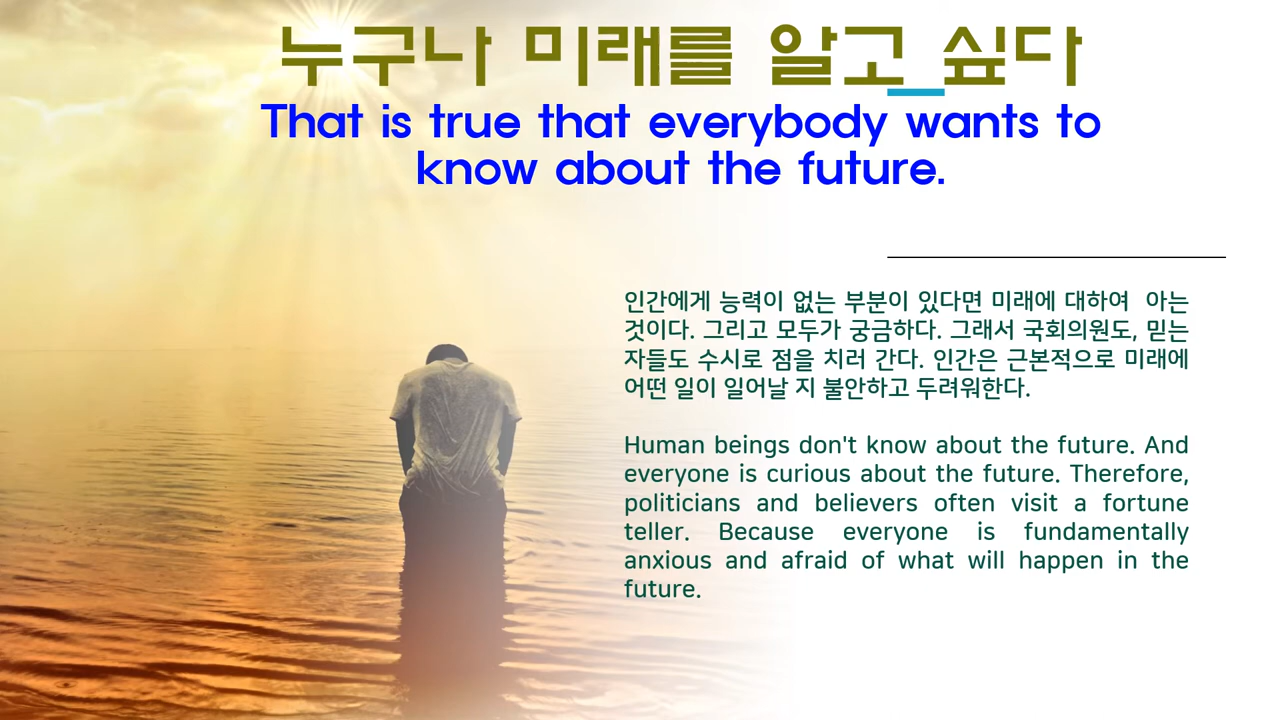 누구나 미래를 알고 싶다
That is true that everybody wants to
know about the future.
인간에게 능력이 없는 부분이 있다면 미래에 대하여 아는
것이다. 그리고 모두가 궁금하다. 그래서 국회의원도, 믿는
자들도 수시로 점을 치러 간다. 인간은 근본적으로 미래에
어떤 일이 일어날 지 불안하고 두려워한다.
Human beings don't know about the future. And
everyone is curious about the future. Therefore,
politicians and believers often visit a fortune
teller. Because everyone is fundamentally
anxious and afraid of what will happen in the
future.